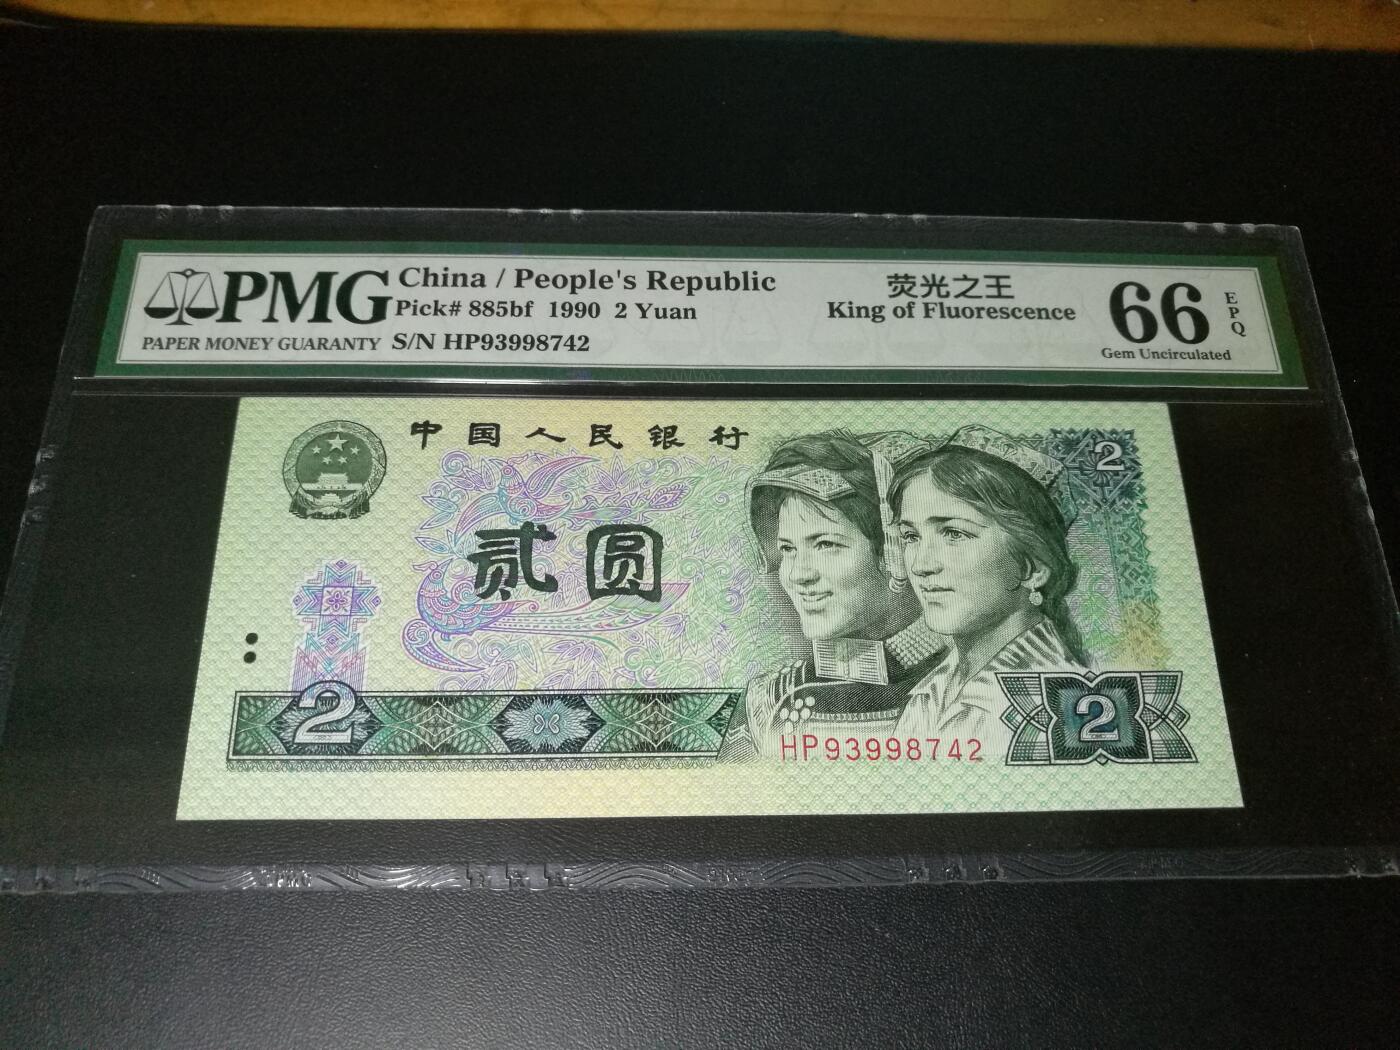 PMG
PAPER MONEY GUARANTY
China / People's Republic
Pick# 885bf 1990 2 Yuan
S/N HP93998742
荧光之王
King of Fluorescence
66
EPQ
Gem Uncirculated
中国人民银行
2
贰圆
2
2
HP93998742